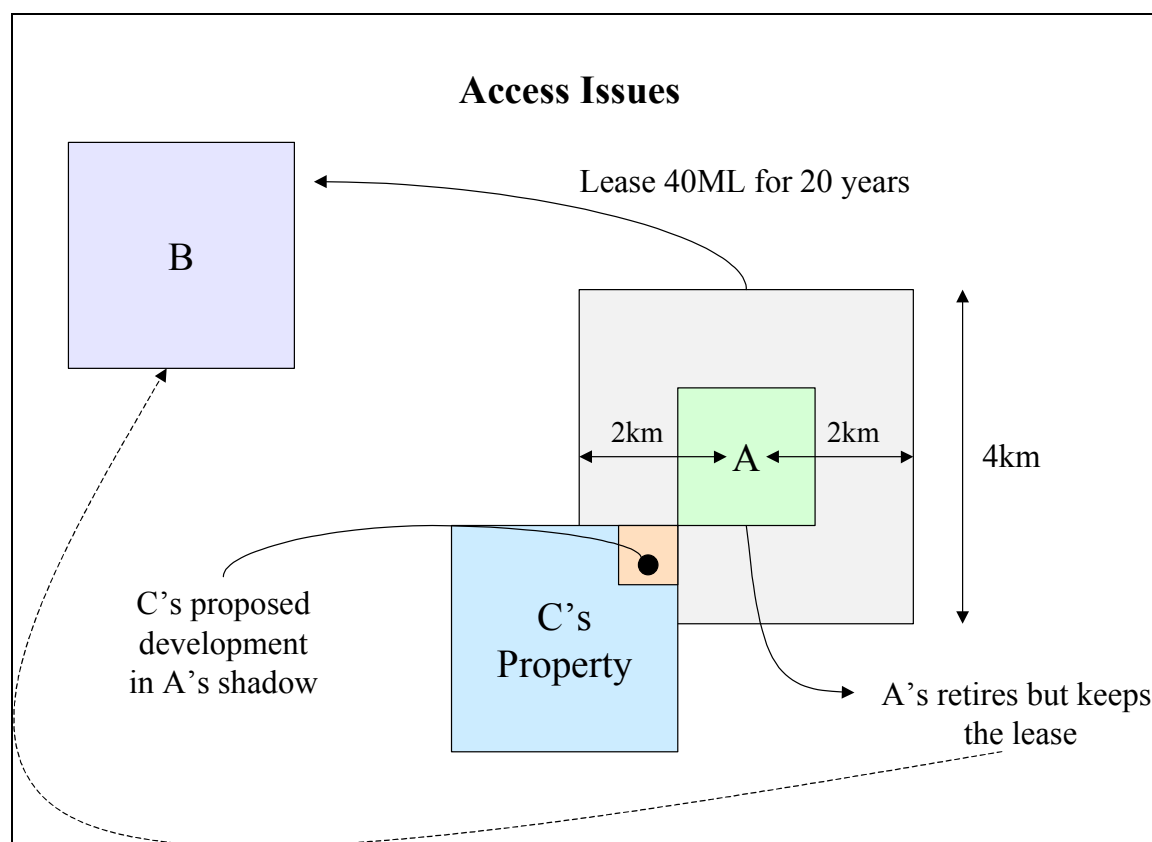 Access Issues
Lease 40ML for 20 years
B
2km
A
2km
4km
C’s proposed
development
in A’s shadow
C’s
Property
A’s retires but keeps
the lease